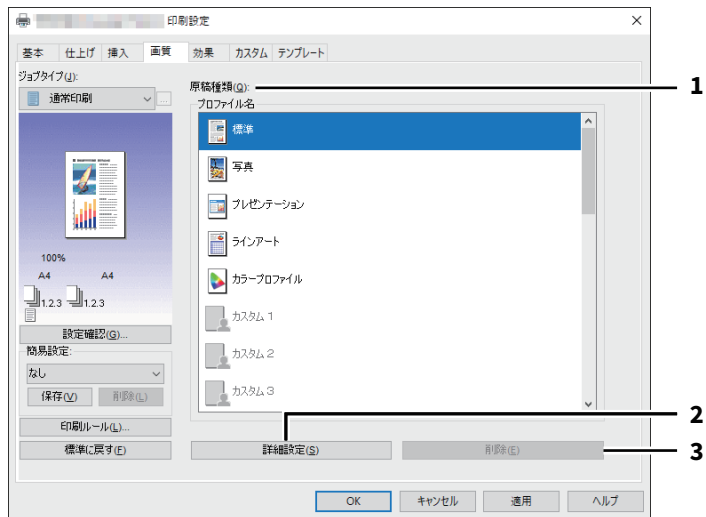 印刷設定
基本 仕上げ 挿入 画質 効果 カスタム テンプレート
ジョブタイプ(J):
通常印刷
...
100%
A4 A4
1.2.3 1.2.3
設定確認(G)...
簡易設定:
なし
保存(V) 削除(L)
印刷ルール(L)...
標準に戻す(F)
原稿種類(Q):
プロファイル名
標準
写真
プレゼンテーション
ラインアート
カラープロファイル
カスタム 1
カスタム 2
カスタム 3
詳細設定(S) 削除(E)
OK キャンセル 適用 ヘルプ
1
2
3